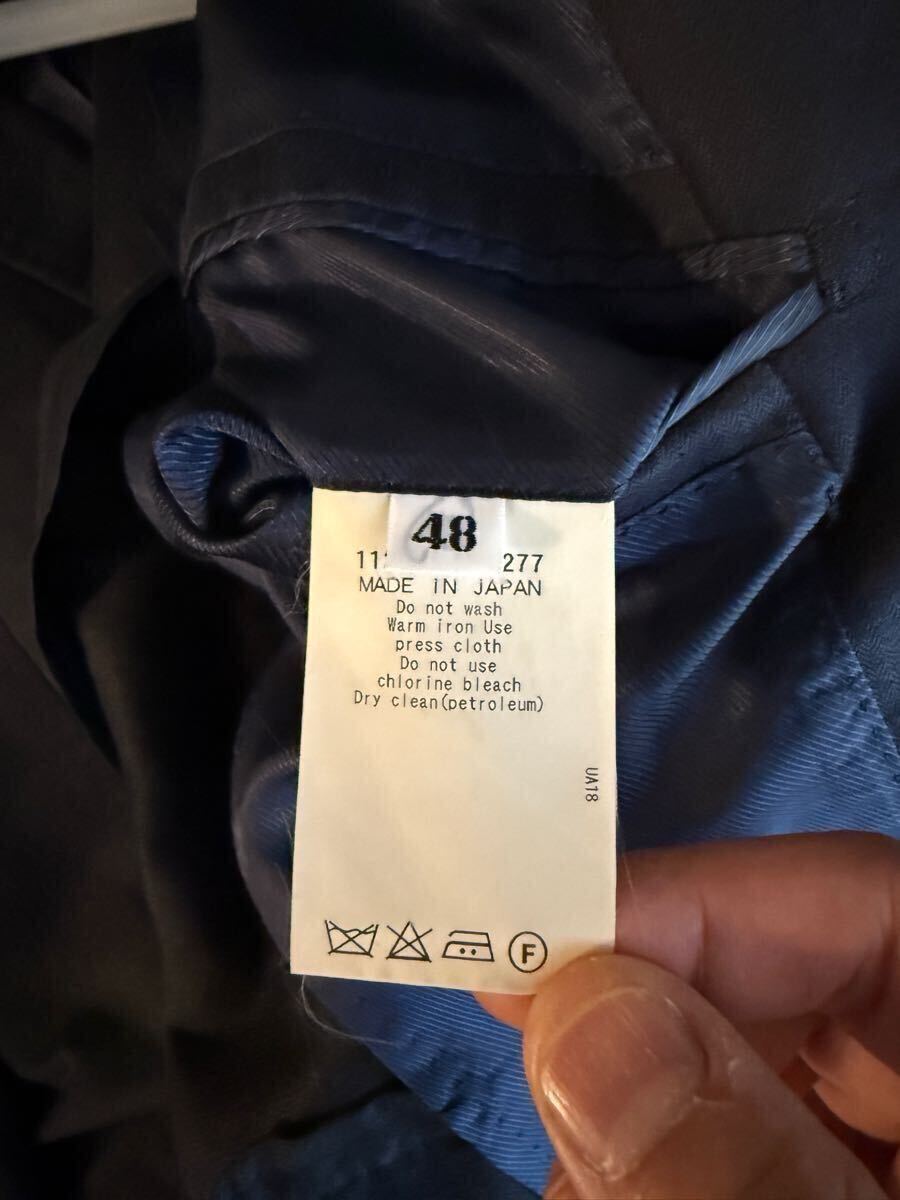 48
11 277
MADE IN JAPAN
Do not wash
Warm iron Use
press cloth
Do not use
chlorine bleach
Dry clean(petroleum)
UA18
F